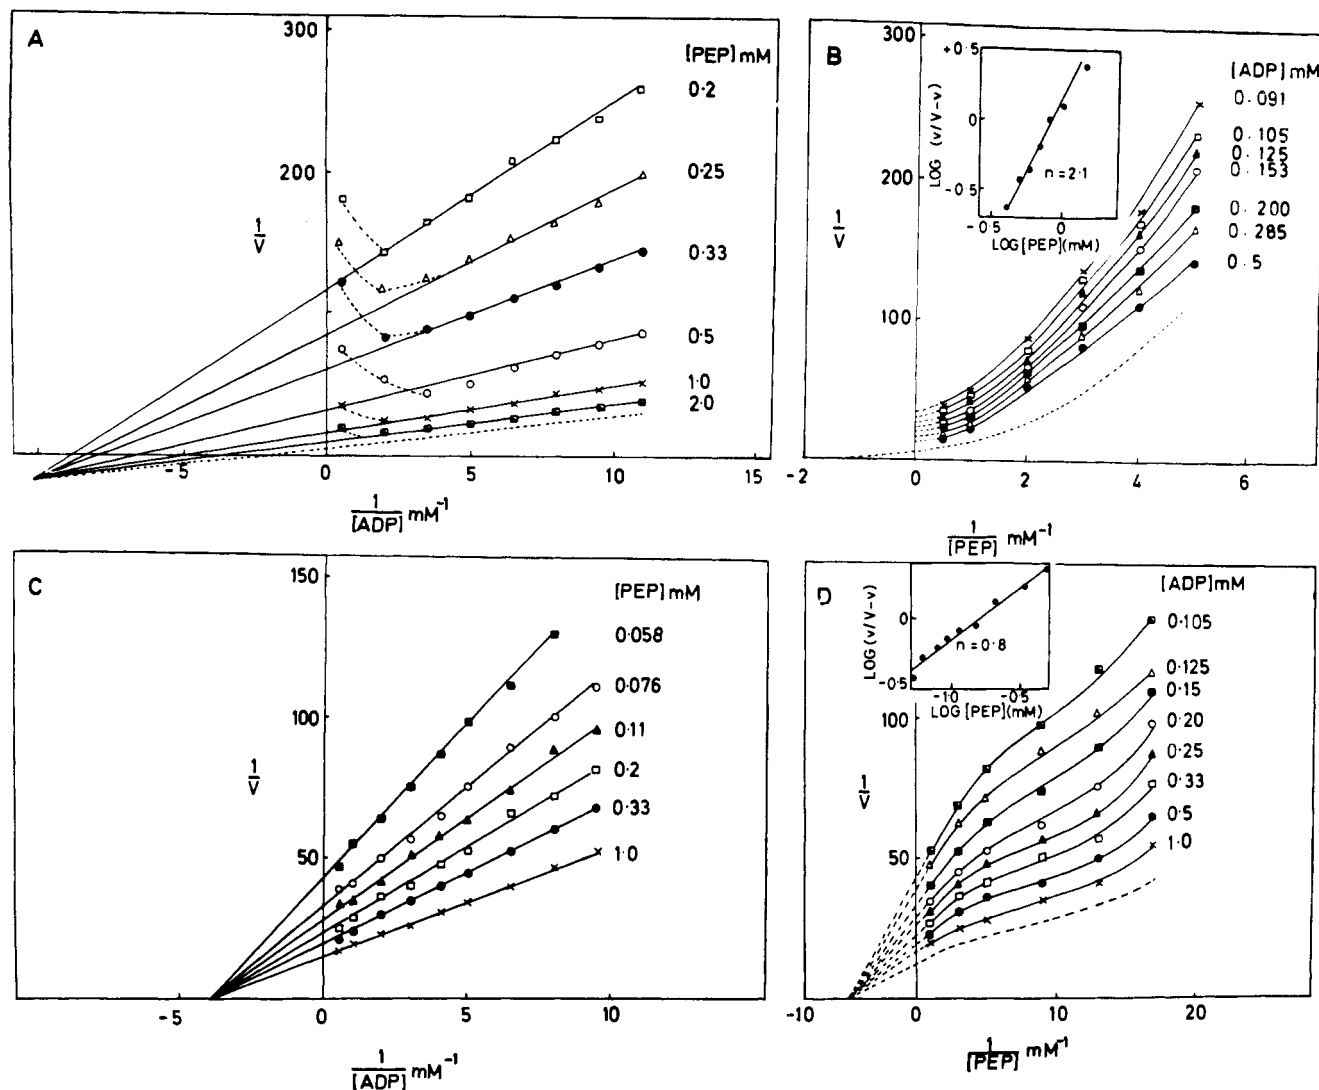 A
300
200
1/V
[PEP] mM
0·2
0·25
0·33
0·5
1·0
2·0
-5 0 5 10 15
1/[ADP] mM⁻¹
B
300
200
100
1/V
+0·5
0
-0·5
LOG (v/V-v)
n=2·1
-0·5 0
LOG[PEP](mM)
[ADP] mM
0·091
0·105
0·125
0·153
0·200
0·285
0·5
-2 0 2 4 6
1/[PEP] mM⁻¹
C
150
100
50
1/V
[PEP] mM
0·058
0·076
0·11
0·2
0·33
1·0
-5 0 5 10 15
1/[ADP] mM⁻¹
D
100
50
1/V
0
-0·5
LOG (v/V-v)
n=0·8
-1·0 -0·5
LOG [PEP](mM)
[ADP] mM
0·105
0·125
0·15
0·20
0·25
0·33
0·5
1·0
-10 0 10 20
1/[PEP] mM⁻¹